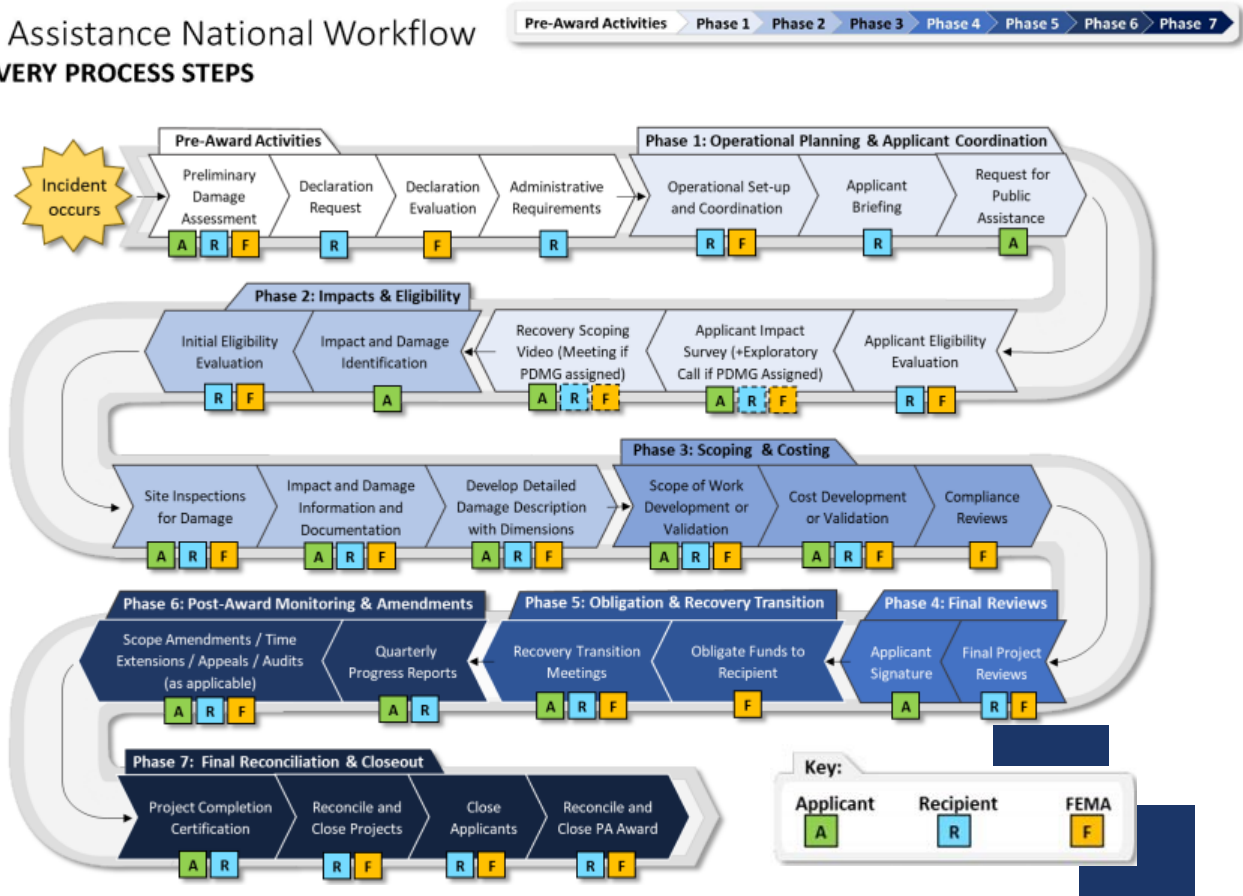 Assistance National Workflow
VERY PROCESS STEPS
Pre-Award Activities Phase 1 Phase 2 Phase 3 Phase 4 Phase 5 Phase 6 Phase 7
Incident
occurs
Pre-Award Activities
Preliminary
Damage
Assessment
A R F
Declaration
Request
R
Declaration
Evaluation
F
Administrative
Requirements
R
Phase 1: Operational Planning & Applicant Coordination
Operational Set-up
and Coordination
R F
Applicant
Briefing
R
Request for
Public
Assistance
A
Applicant Eligibility
Evaluation
R F
Applicant Impact
Survey (+Exploratory
Call if PDMG Assigned)
A R F
Recovery Scoping
Video (Meeting if
PDMG assigned)
A R F
Phase 2: Impacts & Eligibility
Impact and Damage
Identification
A
Initial Eligibility
Evaluation
R F
Site Inspections
for Damage
A R F
Impact and Damage
Information and
Documentation
A R F
Develop Detailed
Damage Description
with Dimensions
A R F
Phase 3: Scoping & Costing
Scope of Work
Development or
Validation
A R F
Cost Development
or Validation
A R F
Compliance
Reviews
F
Phase 4: Final Reviews
Final Project
Reviews
R F
Applicant
Signature
A
Phase 5: Obligation & Recovery Transition
Obligate Funds to
Recipient
F
Recovery Transition
Meetings
A R F
Phase 6: Post-Award Monitoring & Amendments
Quarterly
Progress Reports
A R
Scope Amendments / Time
Extensions / Appeals / Audits
(as applicable)
A R F
Phase 7: Final Reconciliation & Closeout
Project Completion
Certification
A R
Reconcile and
Close Projects
R F
Close
Applicants
R F
Reconcile and
Close PA Award
R F
Key:
Applicant Recipient FEMA
A R F